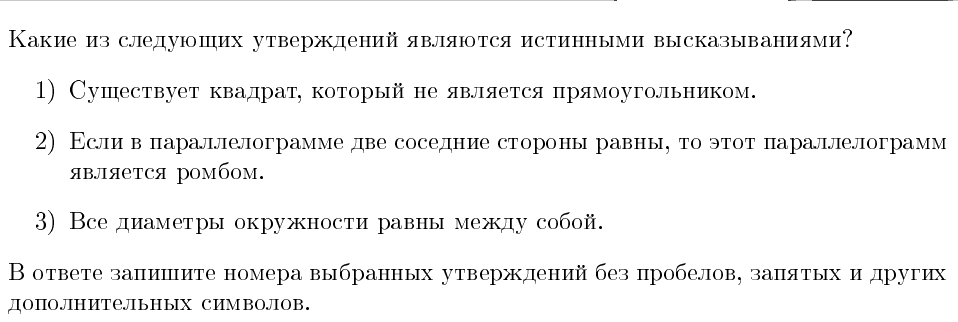 Какие из следующих утверждений являются истинными высказываниями?
1) Существует квадрат, который не является прямоугольником.
2) Если в параллелограмме две соседние стороны равны, то этот параллелограмм
является ромбом.
3) Все диаметры окружности равны между собой.
В ответе запишите номера выбранных утверждений без пробелов, запятых и других
дополнительных символов.